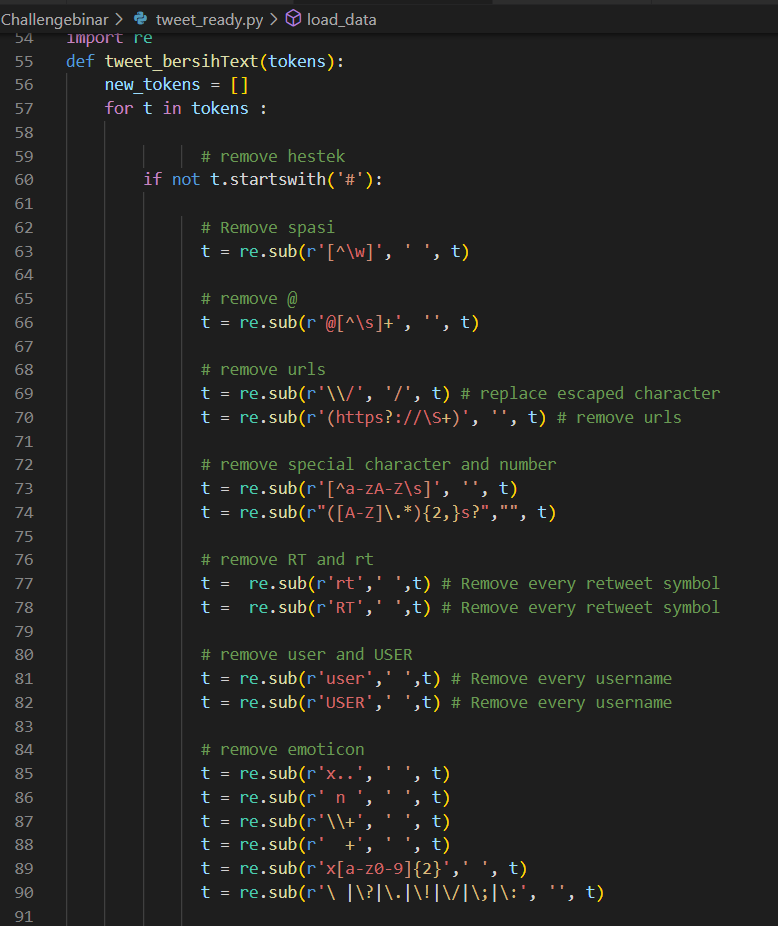 Challengebinar > tweet_ready.py > load_data
54 import re
55 def tweet_bersihText(tokens):
56 new_tokens = []
57 for t in tokens :
58
59 # remove hestek
60 if not t.startswith('#'):
61
62 # Remove spasi
63 t = re.sub(r'[^\w]', ' ', t)
64
65 # remove @
66 t = re.sub(r'@[^\s]+', '', t)
67
68 # remove urls
69 t = re.sub(r'\\/', '/', t) # replace escaped character
70 t = re.sub(r'(https?://\S+)', '', t) # remove urls
71
72 # remove special character and number
73 t = re.sub(r'[^a-zA-Z\s]', '', t)
74 t = re.sub(r"([A-Z]\.*){2,}s?","", t)
75
76 # remove RT and rt
77 t =  re.sub(r'rt',' ',t) # Remove every retweet symbol
78 t =  re.sub(r'RT',' ',t) # Remove every retweet symbol
79
80 # remove user and USER
81 t = re.sub(r'user',' ',t) # Remove every username
82 t = re.sub(r'USER',' ',t) # Remove every username
83
84 # remove emoticon
85 t = re.sub(r'x..', ' ', t)
86 t = re.sub(r' n ', ' ', t)
87 t = re.sub(r'\\+', ' ', t)
88 t = re.sub(r'  +', ' ', t)
89 t = re.sub(r'x[a-z0-9]{2}',' ', t)
90 t = re.sub(r'\ |\?|\.|\!|\/|\;|\:', '', t)
91